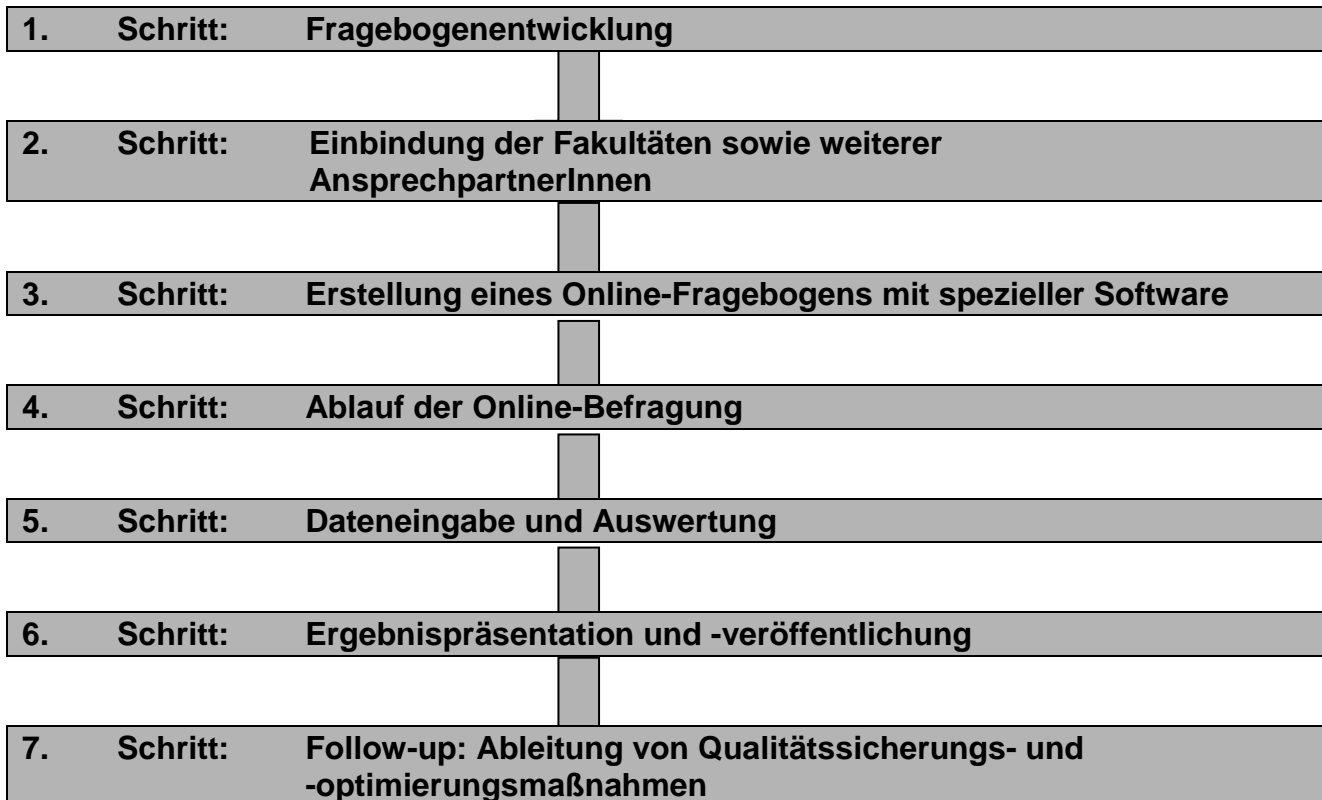 1. Schritt: Fragebogenentwicklung
2. Schritt: Einbindung der Fakultäten sowie weiterer
AnsprechpartnerInnen
3. Schritt: Erstellung eines Online-Fragebogens mit spezieller Software
4. Schritt: Ablauf der Online-Befragung
5. Schritt: Dateneingabe und Auswertung
6. Schritt: Ergebnispräsentation und -veröffentlichung
7. Schritt: Follow-up: Ableitung von Qualitätssicherungs- und
-optimierungsmaßnahmen